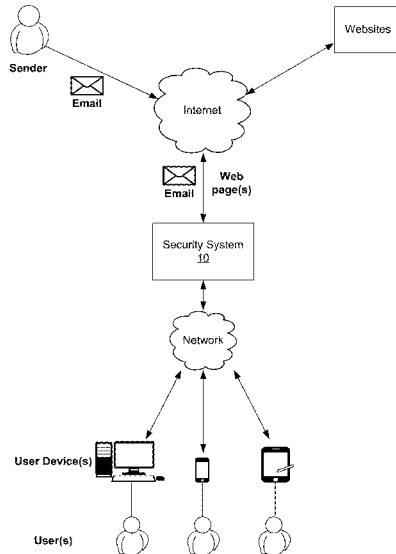 Websites
Sender
Email
Internet
Email
Web
page(s)
Security System
10
Network
User Device(s)
User(s)